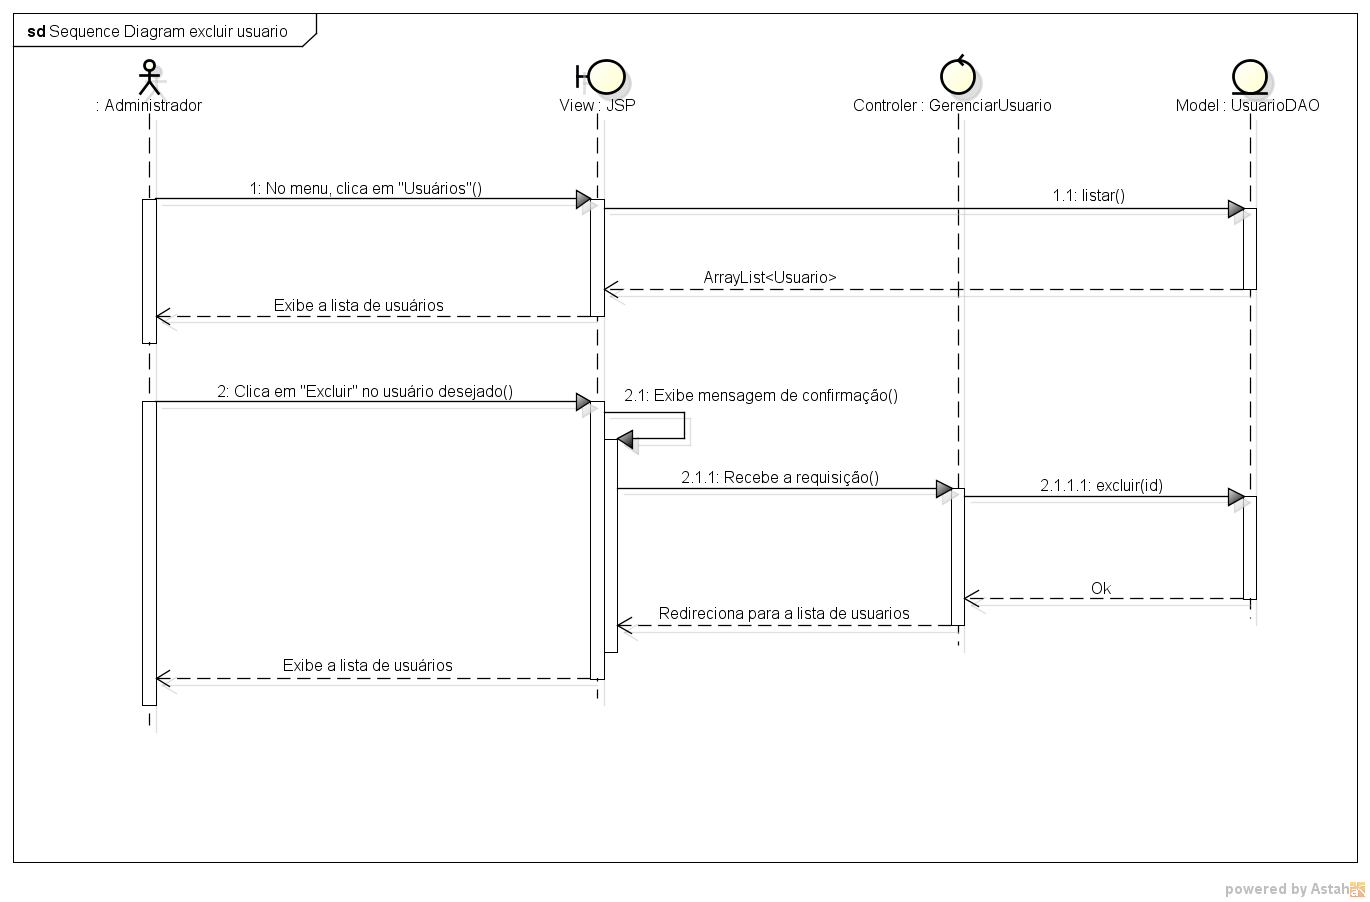 sd Sequence Diagram excluir usuario
: Administrador
View : JSP
Controler : GerenciarUsuario
Model : UsuarioDAO
1: No menu, clica em "Usuários"()
1.1: listar()
ArrayList<Usuario>
Exibe a lista de usuários
2: Clica em "Excluir" no usuário desejado()
2.1: Exibe mensagem de confirmação()
2.1.1: Recebe a requisição()
2.1.1.1: excluir(id)
Ok
Redireciona para a lista de usuarios
Exibe a lista de usuários
powered by Astah